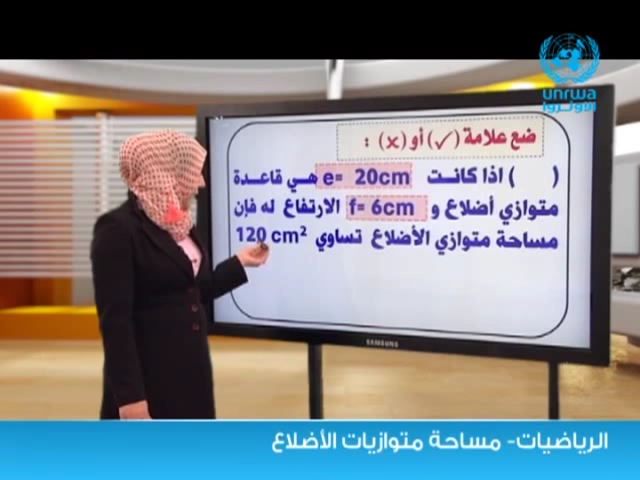 unrwa
الأونروا
ضع علامة (✓) أو (×) :
( ) اذا كانت e= 20cm هي قاعدة
متوازي أضلاع و f= 6cm الارتفاع له فإن
مساحة متوازي الأضلاع تساوي 120 cm²
SAMSUNG
الرياضيات- مساحة متوازيات الأضلاع